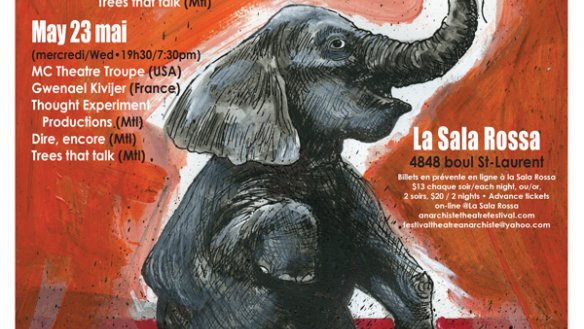 Trees that talk (Mtl)
May 23 mai
(mercredi/Wed•19h30/7:30pm)
MC Theatre Troupe (USA)
Gwenael Kivijer (France)
Thought Experiment
Productions (Mtl)
Dire, encore (Mtl)
Trees that talk (Mtl)
La Sala Rossa
4848 boul St-Laurent
Billets en prévente en ligne à la Sala Rossa
$13 chaque soir/each night, ou/or,
2 soirs, $20 / 2 nights • Advance tickets
on-line @La Sala Rossa
anarchistetheatrefestival.com
festivaltheatreanarchiste@yahoo.com